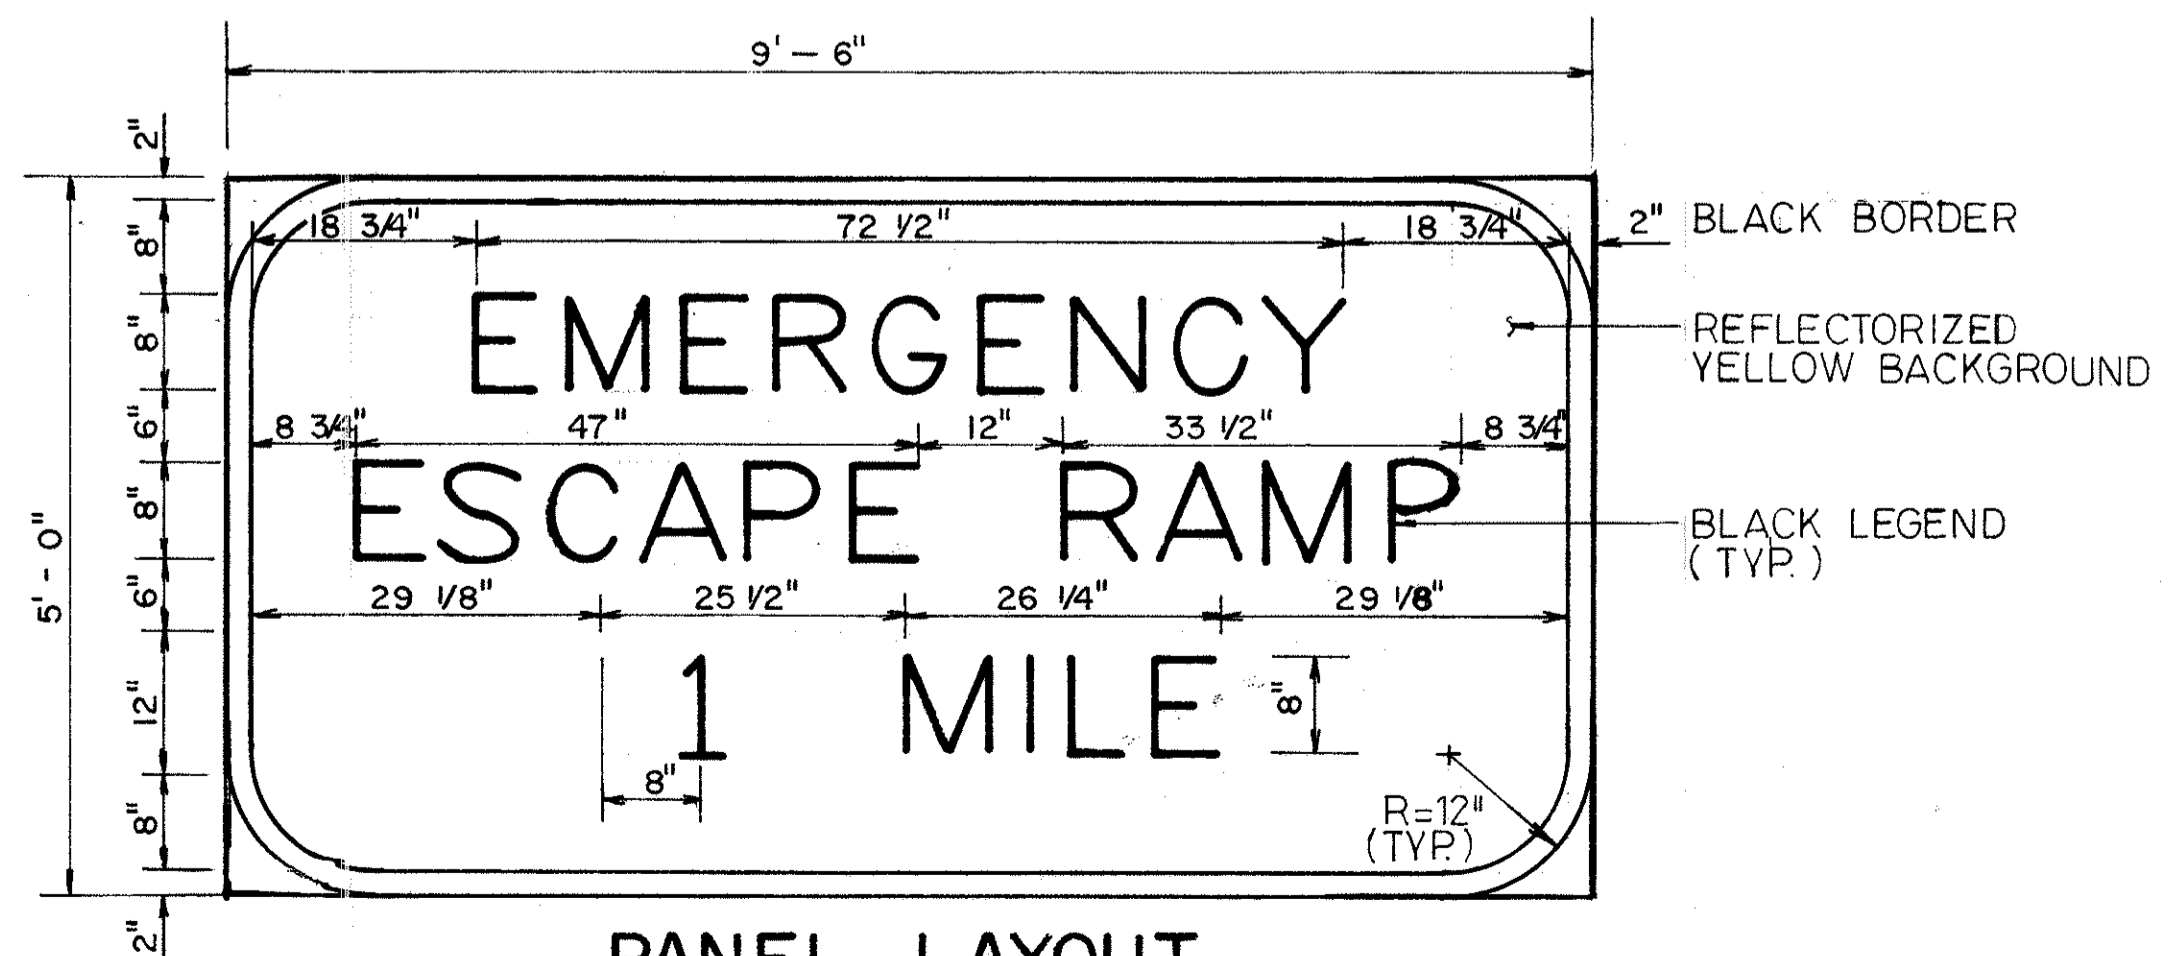 9' - 6"
2"
18 3/4" 72 1/2" 18 3/4" 2" BLACK BORDER
8"
EMERGENCY
8"
REFLECTORIZED
YELLOW BACKGROUND
8 3/4" 47" 12" 33 1/2" 8 3/4"
6"
ESCAPE RAMP
8"
BLACK LEGEND
(TYP.)
5' - 0"
29 1/8" 25 1/2" 26 1/4" 29 1/8"
6"
1 MILE
8"
12"
8"
R=12"
(TYP.)
8"
2"
PANEL LAYOUT